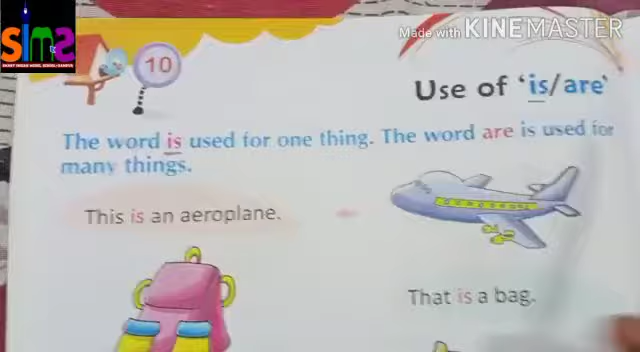 SIMS
Made with KINEMASTER
10
Use of 'is/are'
The word is used for one thing. The word are is used for
many things.
This is an aeroplane.
That is a bag.